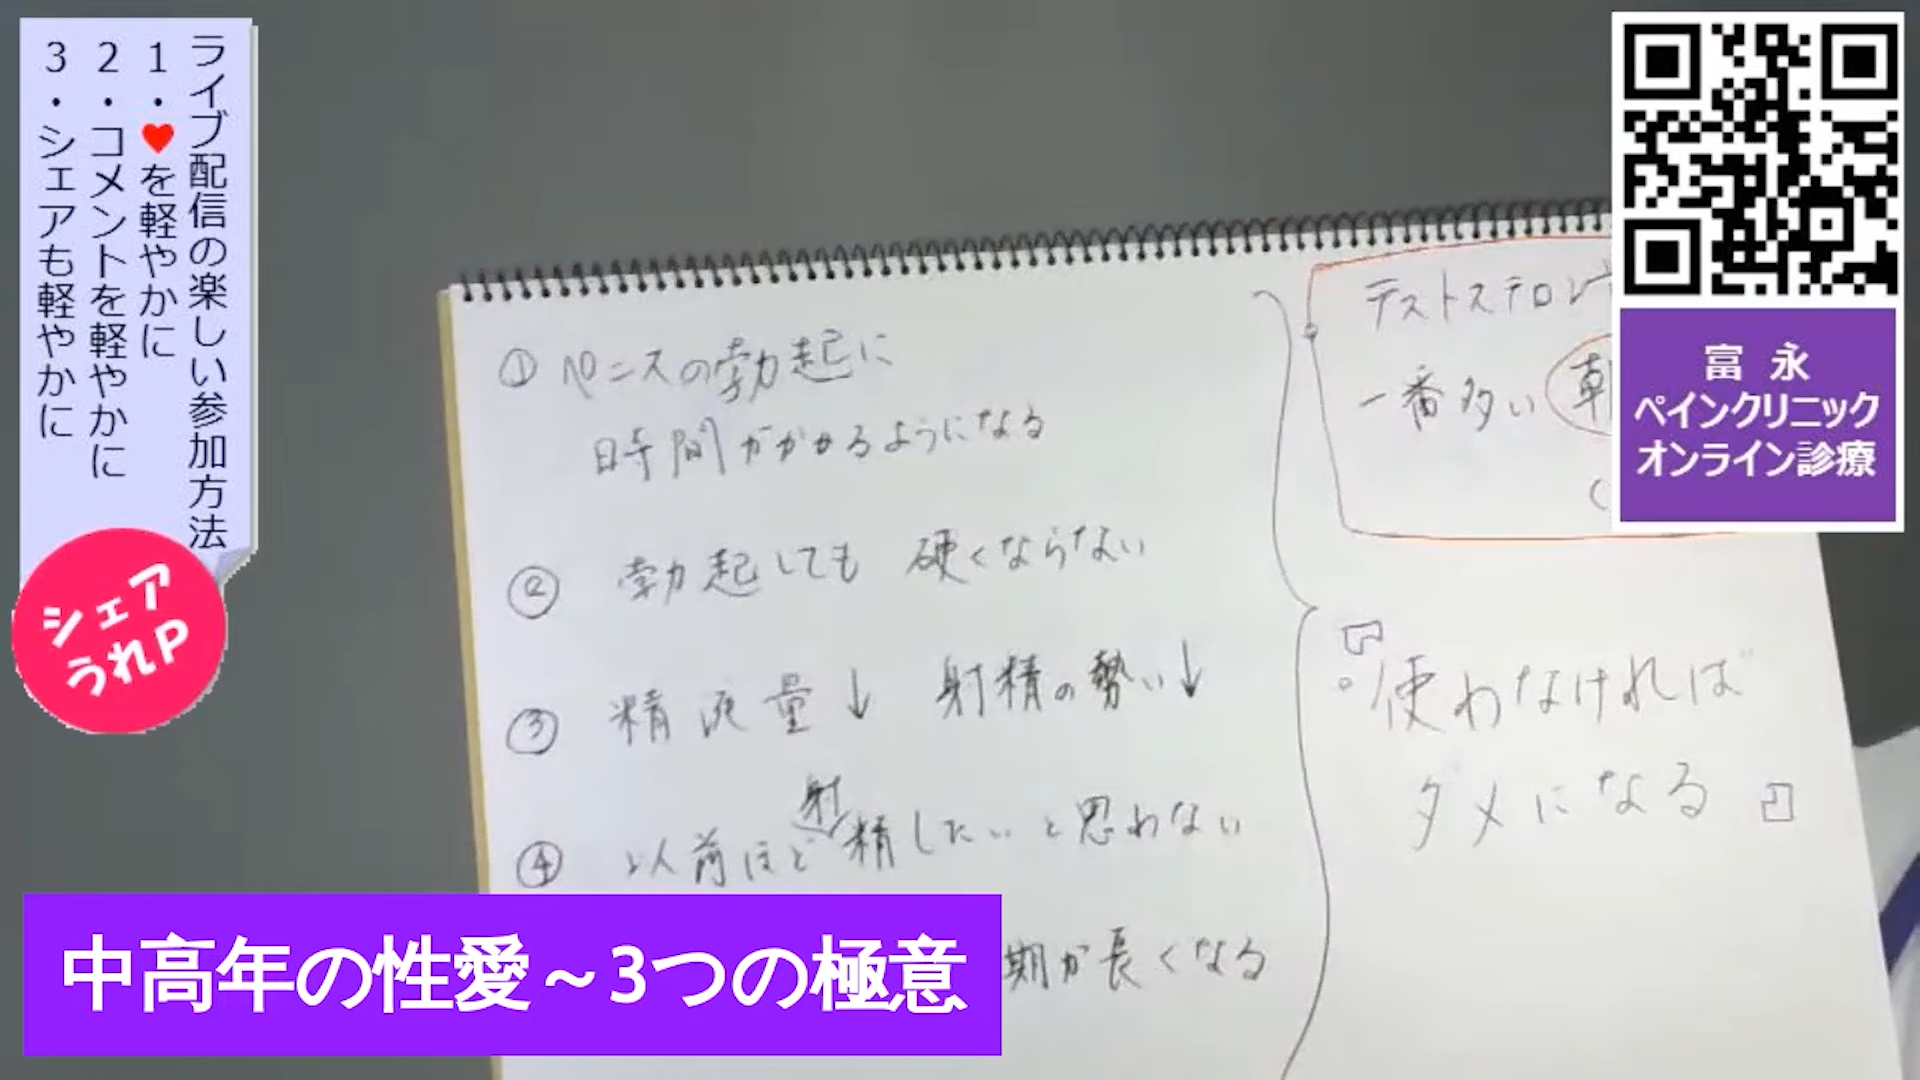 ライブ配信の楽しい参加方法
1・♥を軽やかに
2・コメントを軽やかに
3・シェアも軽やかに
シェア
うれP
① ペニスの勃起に
時間がかかるようになる
② 勃起しても 硬くならない
③ 精液量↓ 射精の勢い↓
④ 以前ほど射精したいと思わない
期が長くなる
テストステロン
一番多い 朝
『使わなければ
ダメになる』
富永
ペインクリニック
オンライン診療
中高年の性愛～3つの極意